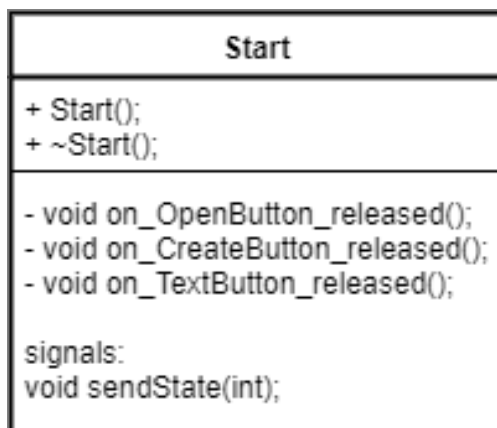 Start
+ Start();
+ ~Start();
- void on_OpenButton_released();
- void on_CreateButton_released();
- void on_TextButton_released();
signals:
void sendState(int);